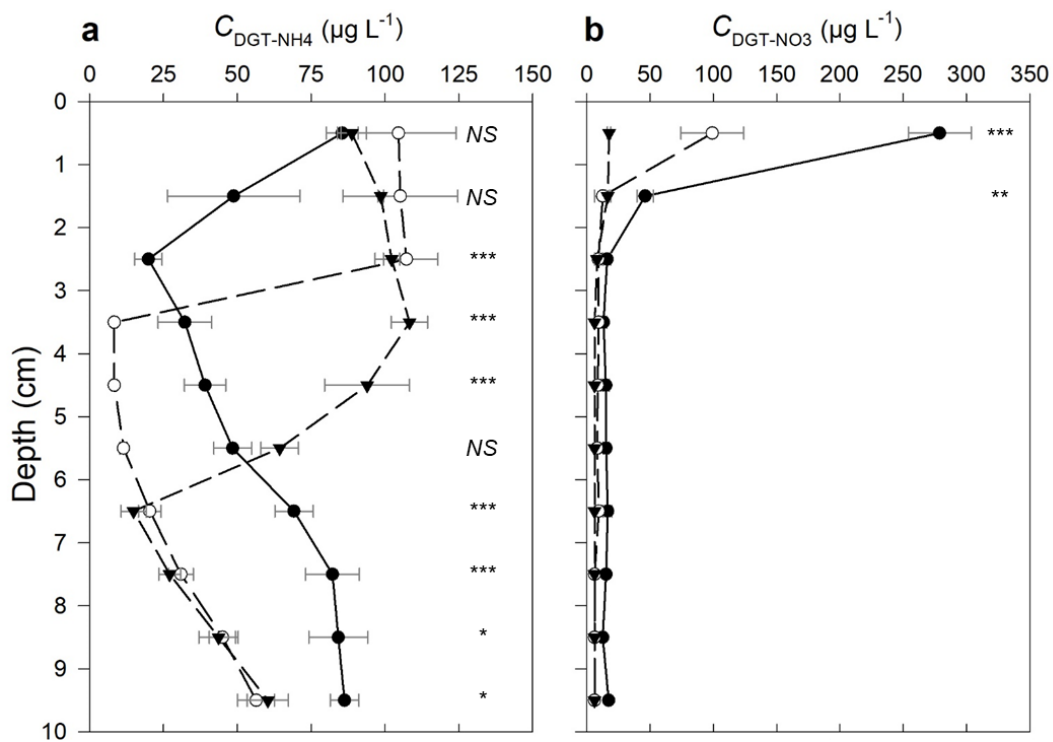 a C_DGT-NH4 (µg L⁻¹)
0 25 50 75 100 125 150
b C_DGT-NO3 (µg L⁻¹)
0 50 100 150 200 250 300 350
Depth (cm)
0
1
2
3
4
5
6
7
8
9
10
NS
NS
***
***
***
NS
***
***
*
*
***
**